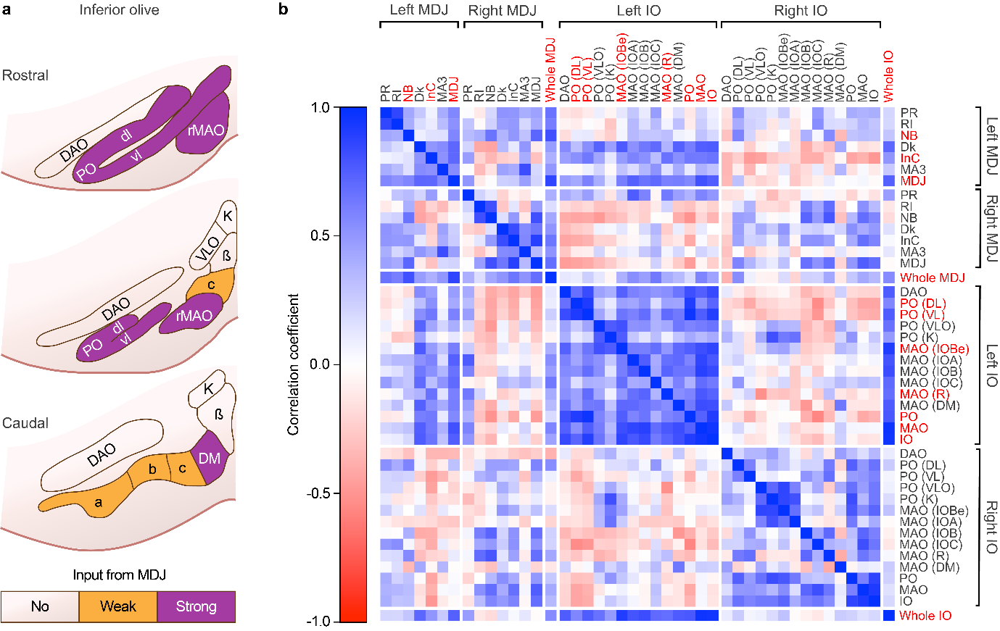 a
Inferior olive
Rostral
DAO
dl
vl
PO
rMAO
K
VLO
ß
c
DAO
dl
vl
PO
rMAO
Caudal
K
ß
DAO
DM
b
c
a
Input from MDJ
No
Weak
Strong
b
Left MDJ
Right MDJ
Left IO
Right IO
PR
RI
NB
Dk
InC
MA3
MDJ
PR
RI
NB
Dk
InC
MA3
MDJ
Whole MDJ
DAO
PO (DL)
PO (VL)
PO (VLO)
PO (K)
MAO (IOBe)
MAO (IOA)
MAO (IOB)
MAO (IOC)
MAO (R)
MAO (DM)
PO
MAO
IO
DAO
PO (DL)
PO (VL)
PO (VLO)
PO (K)
MAO (IOBe)
MAO (IOA)
MAO (IOB)
MAO (IOC)
MAO (R)
MAO (DM)
PO
MAO
IO
Whole IO
1.0
0.5
0.0
-0.5
-1.0
Correlation coefficient
PR
RI
NB
Dk
InC
MA3
MDJ
PR
RI
NB
Dk
InC
MA3
MDJ
Whole MDJ
DAO
PO (DL)
PO (VL)
PO (VLO)
PO (K)
MAO (IOBe)
MAO (IOA)
MAO (IOB)
MAO (IOC)
MAO (R)
MAO (DM)
PO
MAO
IO
DAO
PO (DL)
PO (VL)
PO (VLO)
PO (K)
MAO (IOBe)
MAO (IOA)
MAO (IOB)
MAO (IOC)
MAO (R)
MAO (DM)
PO
MAO
IO
Whole IO
Left MDJ
Right MDJ
Left IO
Right IO